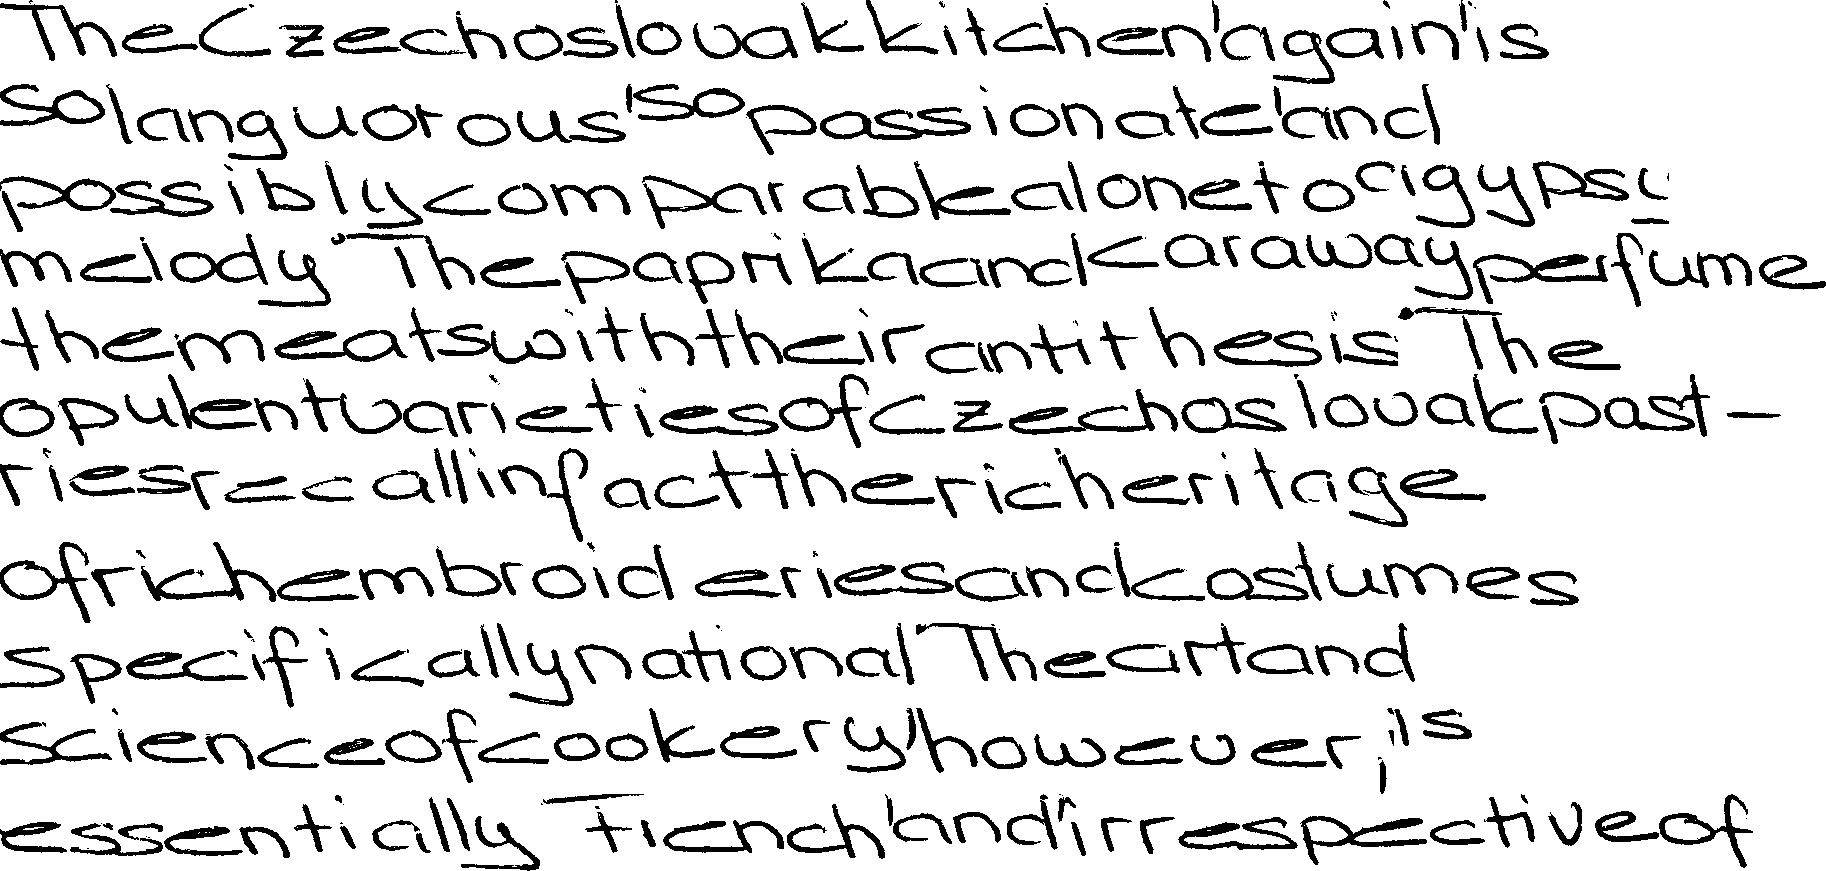 The Czechoslovak kitchen, again, is
so languorous, so passionate, and
possibly comparable alone to a gypsy
melody. The paprika and caraway perfume
the meats with their antithesis. The
opulent varieties of Czechoslovak past-
ries recall in fact the rich heritage
of rich embroideries and costumes
specifically national. The art and
science of cookery, however, is
essentially French, and irrespective of